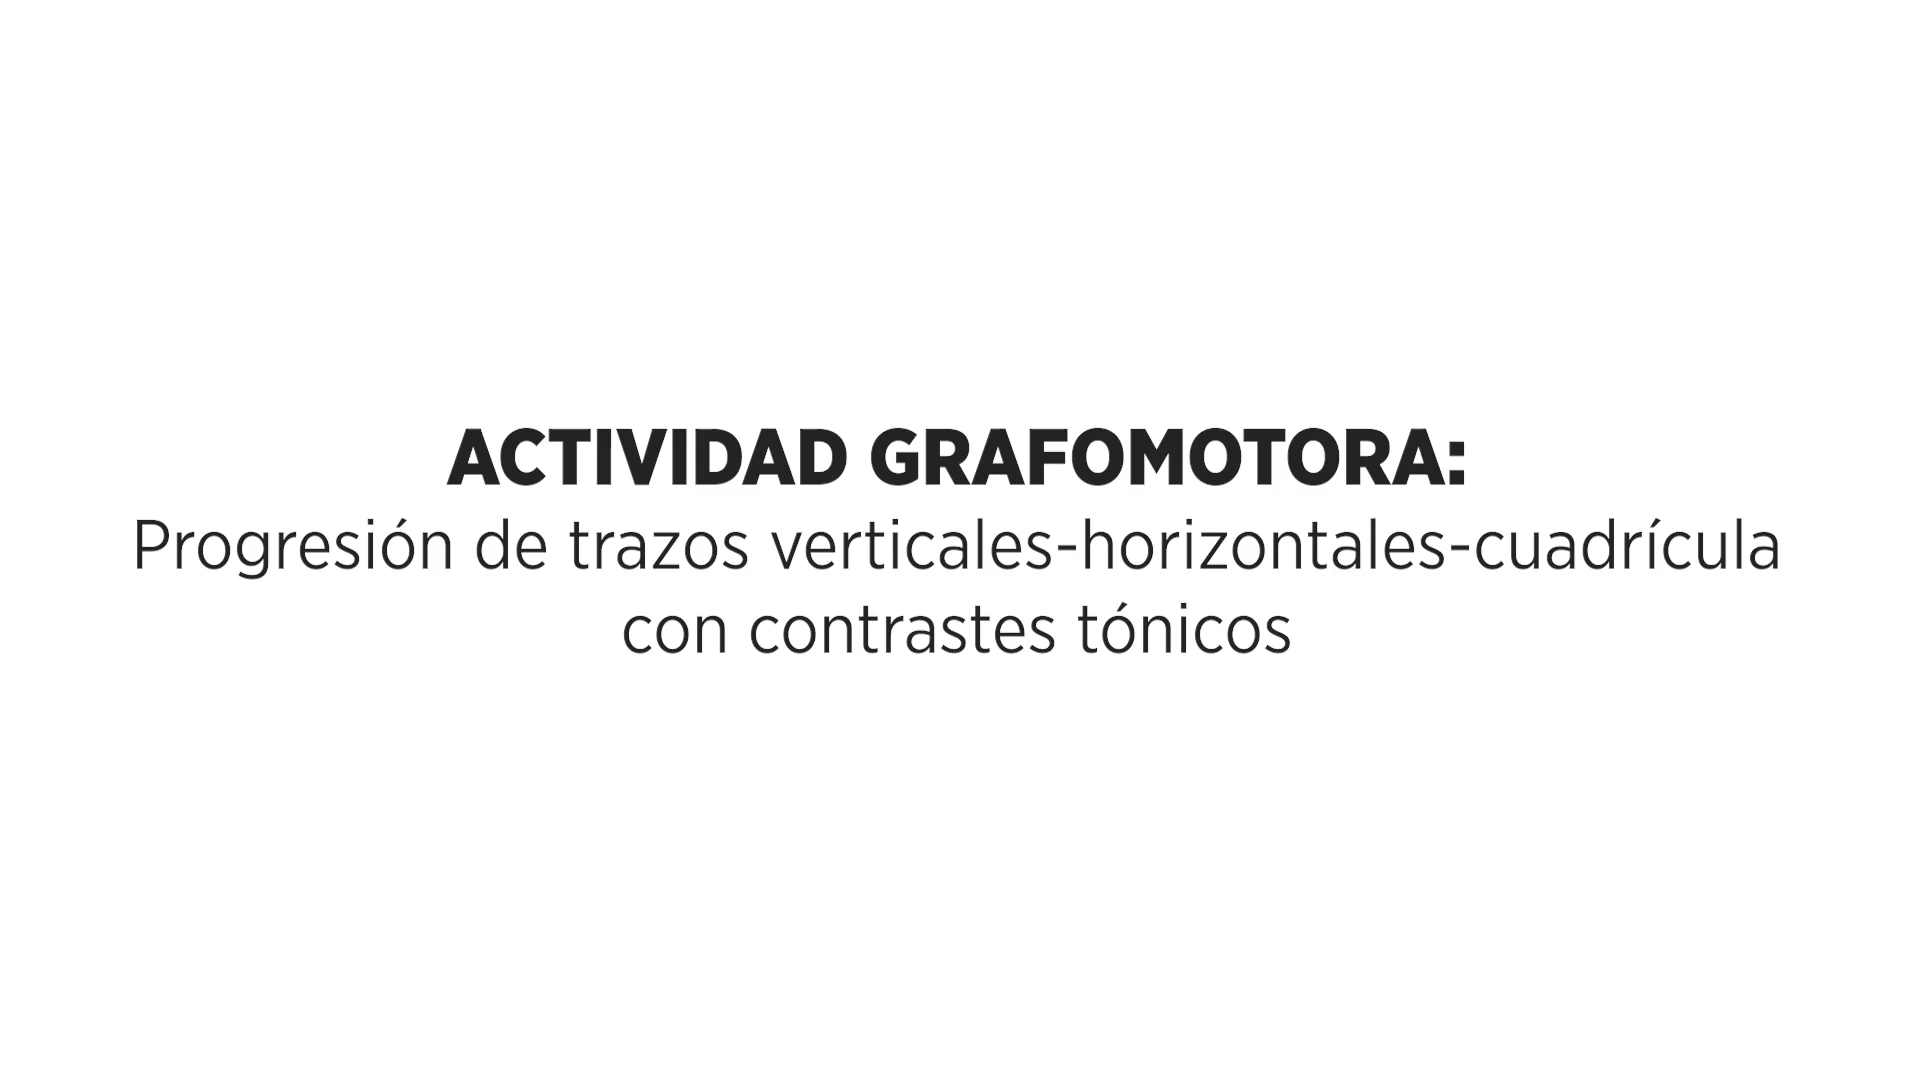 ACTIVIDAD GRAFOMOTORA:
Progresión de trazos verticales-horizontales-cuadrícula
con contrastes tónicos